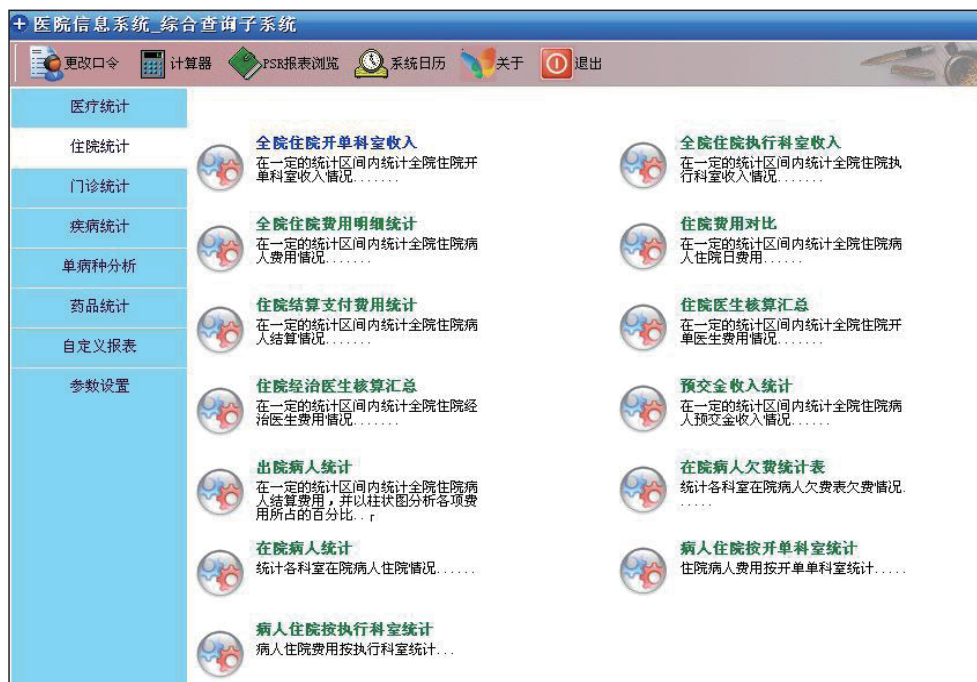 医院信息系统_综合查询子系统
更改口令 计算器 PSR报表浏览 系统日历 关于 退出
医疗统计
住院统计
门诊统计
疾病统计
单病种分析
药品统计
自定义报表
参数设置
全院住院开单科室收入
在一定的统计区间内统计全院住院开
单科室收入情况.......
全院住院执行科室收入
在一定的统计区间内统计全院住院执
行科室收入情况.......
全院住院费用明细统计
在一定的统计区间内统计全院住院病
人费用情况.......
住院费用对比
在一定的统计区间内统计全院住院病
人住院日费用......
住院结算支付费用统计
在一定的统计区间内统计全院住院病
人结算情况.......
住院医生核算汇总
在一定的统计区间内统计全院住院开
单医生费用情况.......
住院经治医生核算汇总
在一定的统计区间内统计全院住院经
治医生费用情况.......
预交金收入统计
在一定的统计区间内统计全院住院病
人预交金收入情况.......
出院病人统计
在一定的统计区间内统计全院住院病
人结算费用，并以柱状图分析各项费
用所占的百分比..┌
在院病人欠费统计表
统计各科室在院病人欠费表欠费情况.
.....
在院病人统计
统计各科室在院病人住院情况......
病人住院按开单科室统计
住院病人费用按开单单科室统计.....
病人住院按执行科室统计
病人住院费用按执行科室统计...